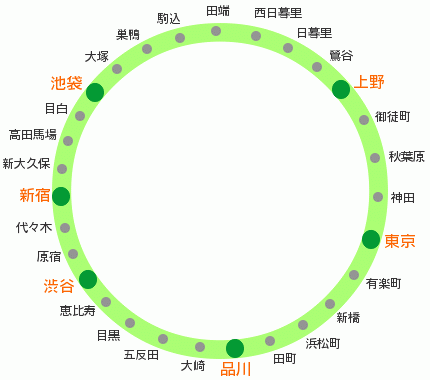 田端
西日暮里
日暮里
鶯谷
上野
御徒町
秋葉原
神田
東京
有楽町
新橋
浜松町
田町
品川
大崎
五反田
目黒
恵比寿
渋谷
原宿
代々木
新宿
新大久保
高田馬場
目白
池袋
大塚
巣鴨
駒込